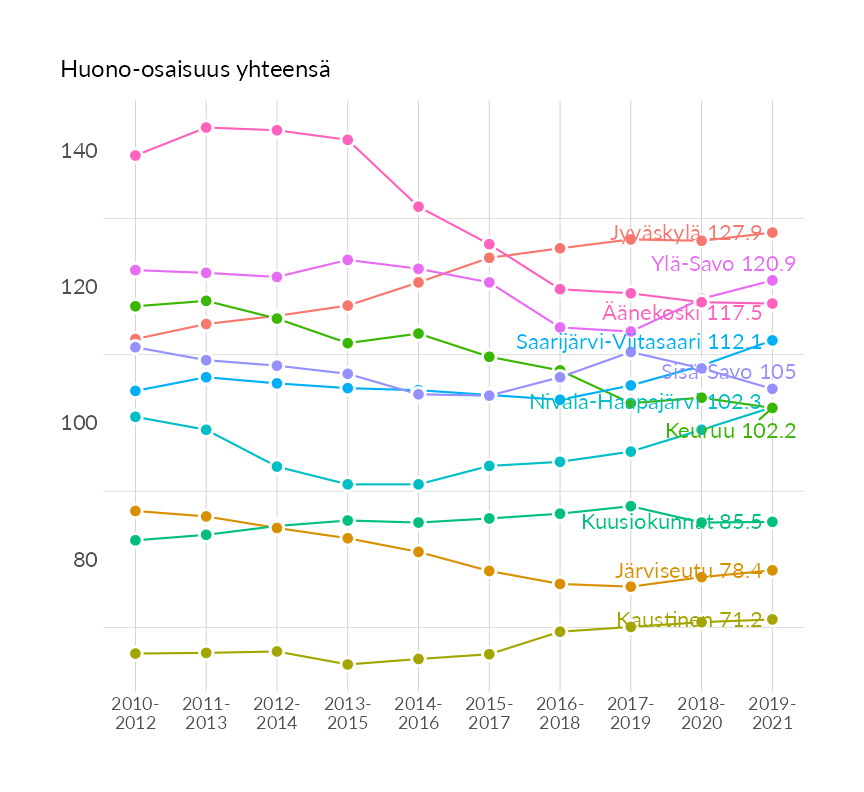 Huono-osaisuus yhteensä
140
120
100
80
Jyväskylä 127.9
Ylä-Savo 120.9
Äänekoski 117.5
Saarijärvi-Viitasaari 112.1
Sisä-Savo 105
Nivala-Haapajärvi 102.3
Keuruu 102.2
Kuusiokunnat 85.5
Järviseutu 78.4
Kaustinen 71.2
2010- 2011- 2012- 2013- 2014- 2015- 2016- 2017- 2018- 2019-
2012 2013 2014 2015 2016 2017 2018 2019 2020 2021